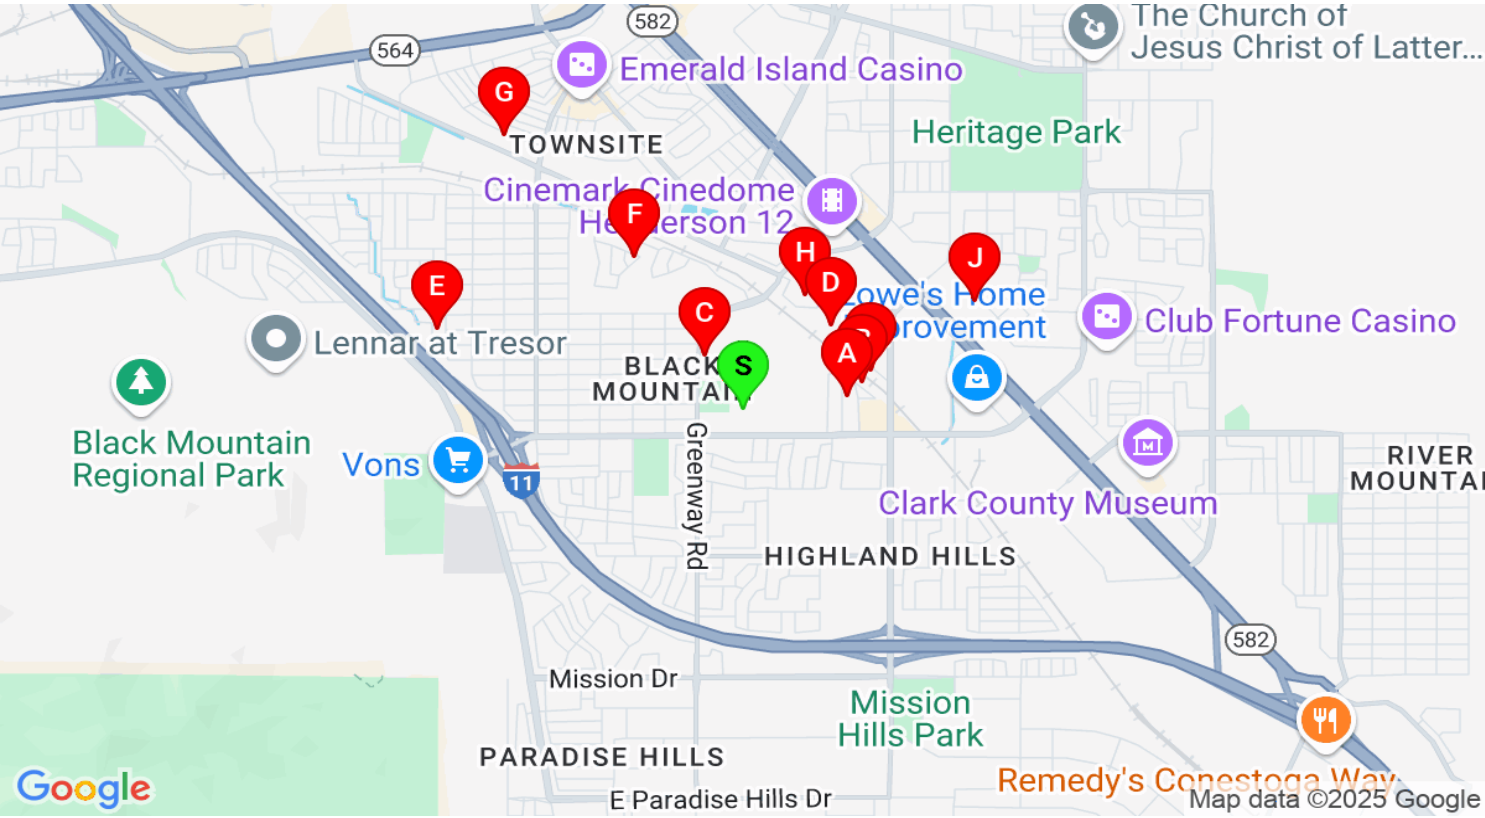 582
The Church of
Jesus Christ of Latter...
564
Emerald Island Casino
G
TOWNSITE
Heritage Park
Cinemark Cinedome
Henderson 12
F
H
J
E
D
Lowe's Home
Improvement
C
Club Fortune Casino
Lennar at Tresor
A
S
BLACK
MOUNTAIN
Black Mountain
Regional Park
Vons
11
Greenway Rd
RIVER
MOUNTAI
Clark County Museum
HIGHLAND HILLS
582
Mission Dr
Mission
Hills Park
PARADISE HILLS
Remedy's Conestoga Way
Google
E Paradise Hills Dr
Map data ©2025 Google